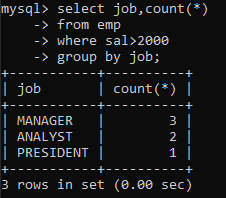 mysql> select job,count(*)
    -> from emp
    -> where sal>2000
    -> group by job;
+-----------+----------+
| job       | count(*) |
+-----------+----------+
| MANAGER   |        3 |
| ANALYST   |        2 |
| PRESIDENT |        1 |
+-----------+----------+
3 rows in set (0.00 sec)